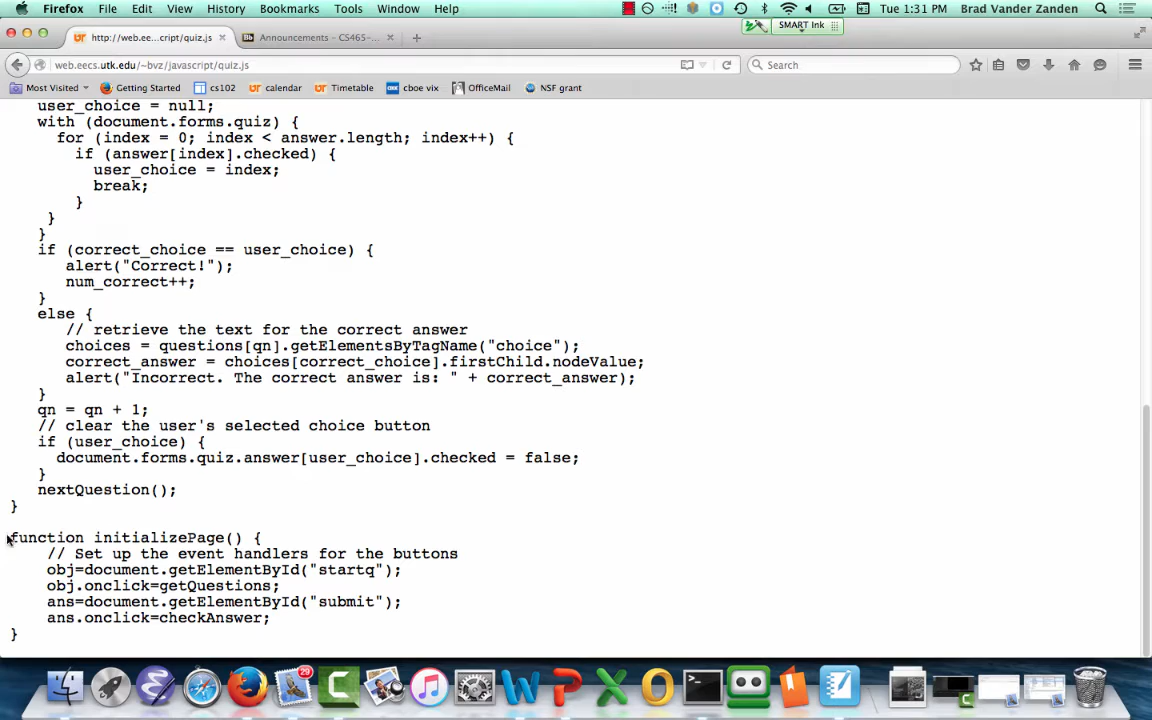 Firefox File Edit View History Bookmarks Tools Window Help Tue 1:31 PM Brad Vander Zanden
SMART Ink
http://web.ee...cript/quiz.js Announcements – CS465–...
web.eecs.utk.edu/~bvz/javascript/quiz.js Search
Most Visited Getting Started cs102 calendar Timetable cboe vix OfficeMail NSF grant
user_choice = null;
with (document.forms.quiz) {
for (index = 0; index < answer.length; index++) {
if (answer[index].checked) {
user_choice = index;
break;
}
}
}
if (correct_choice == user_choice) {
alert("Correct!");
num_correct++;
}
else {
// retrieve the text for the correct answer
choices = questions[qn].getElementsByTagName("choice");
correct_answer = choices[correct_choice].firstChild.nodeValue;
alert("Incorrect. The correct answer is: " + correct_answer);
}
qn = qn + 1;
// clear the user's selected choice button
if (user_choice) {
document.forms.quiz.answer[user_choice].checked = false;
}
nextQuestion();
}
function initializePage() {
// Set up the event handlers for the buttons
obj=document.getElementById("startq");
obj.onclick=getQuestions;
ans=document.getElementById("submit");
ans.onclick=checkAnswer;
}
29